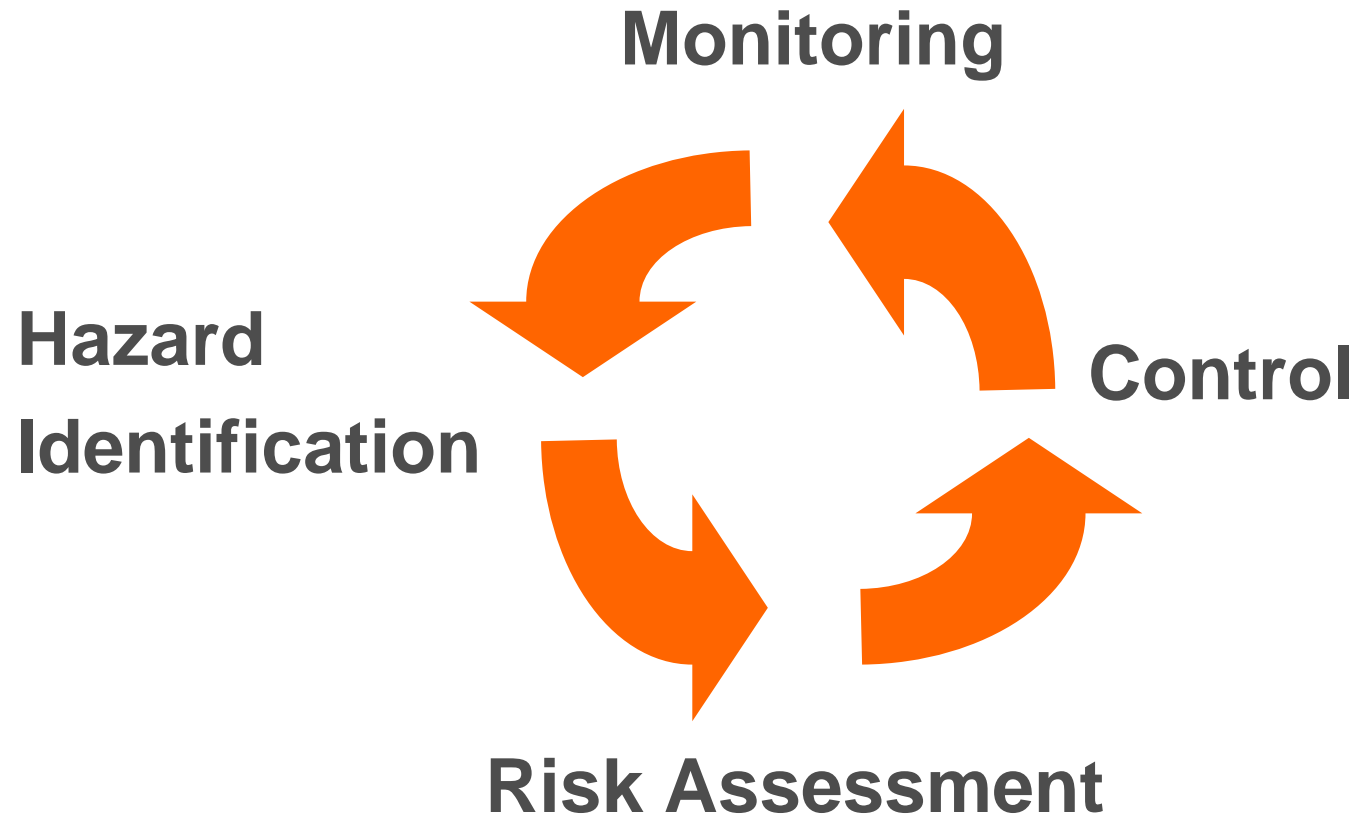 Monitoring
Hazard
Identification
Control
Risk Assessment